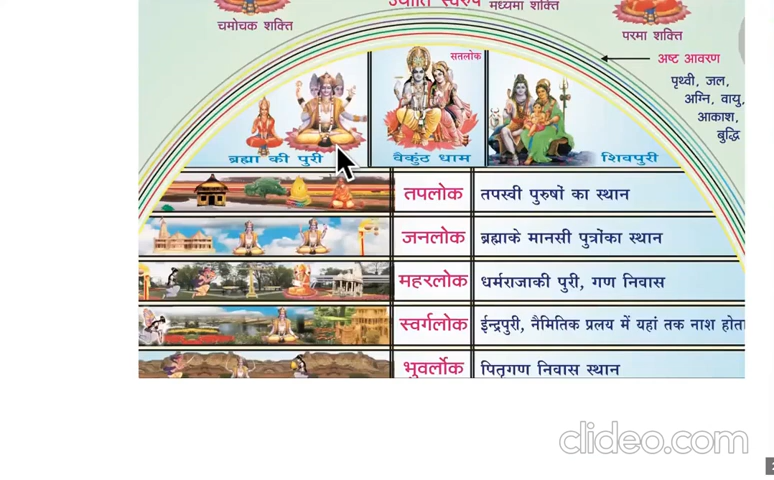 ज्योति स्वरुप
मध्यमा शक्ति
चमोचक शक्ति
परमा शक्ति
अष्ट आवरण
पृथ्वी, जल,
अग्नि, वायु,
आकाश,
बुद्धि
सतलोक
ब्रह्मा की पुरी
वैकुंठ धाम
शिवपुरी
तपलोक तपस्वी पुरुषों का स्थान
जनलोक ब्रह्माके मानसी पुत्रोंका स्थान
महरलोक धर्मराजाकी पुरी, गण निवास
स्वर्गलोक ईन्द्रपुरी, नैमितिक प्रलय में यहां तक नाश होता
भुवर्लोक पितृगण निवास स्थान
clideo.com